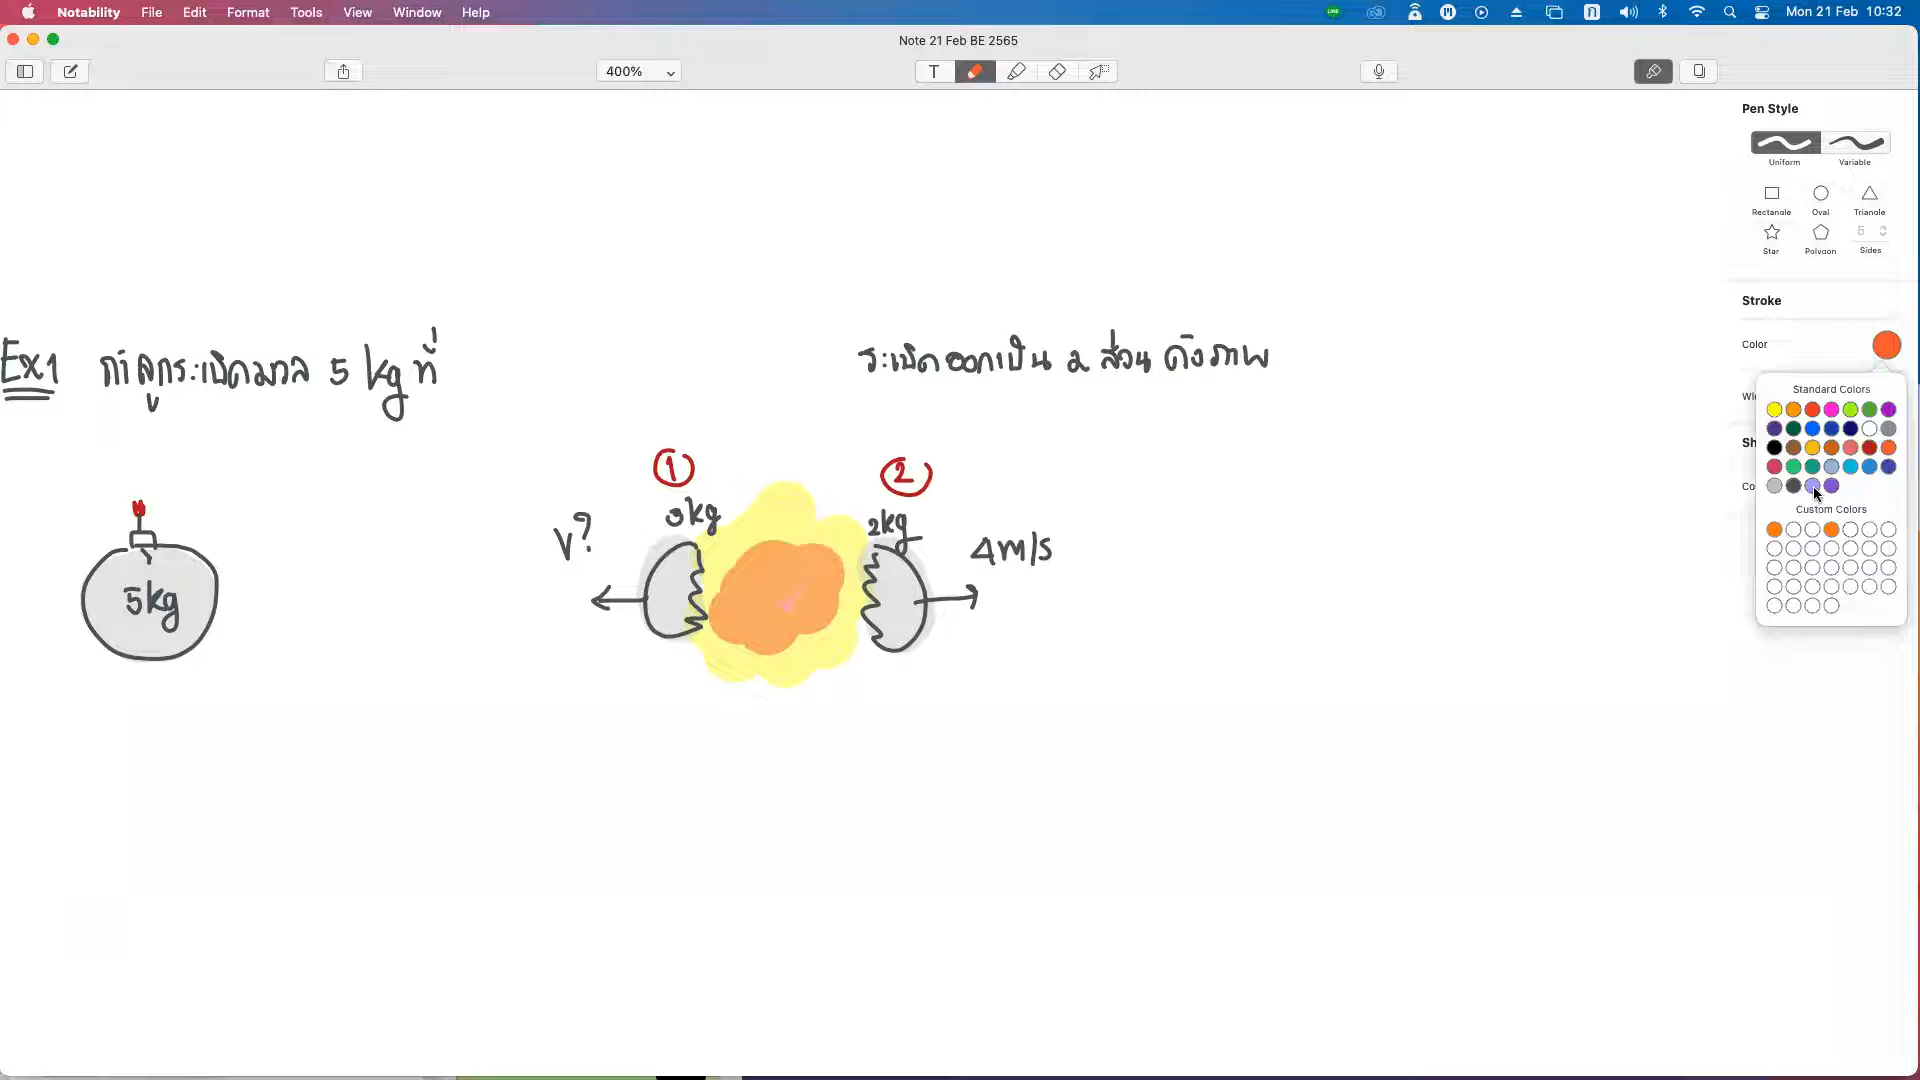 Notability File Edit Format Tools View Window Help
Mon 21 Feb 10:32
Note 21 Feb BE 2565
400%
T
Pen Style
Uniform Variable
Rectangle Oval Triangle
5
Star Polygon Sides
Stroke
Color
Standard Colors
Custom Colors
Ex1 ถ้าลูกระเบิดมวล 5 kg ที่
ระเบิดออกเป็น 2 ส่วน ดังภาพ
1
2
3kg
2kg
V?
4m/s
5kg